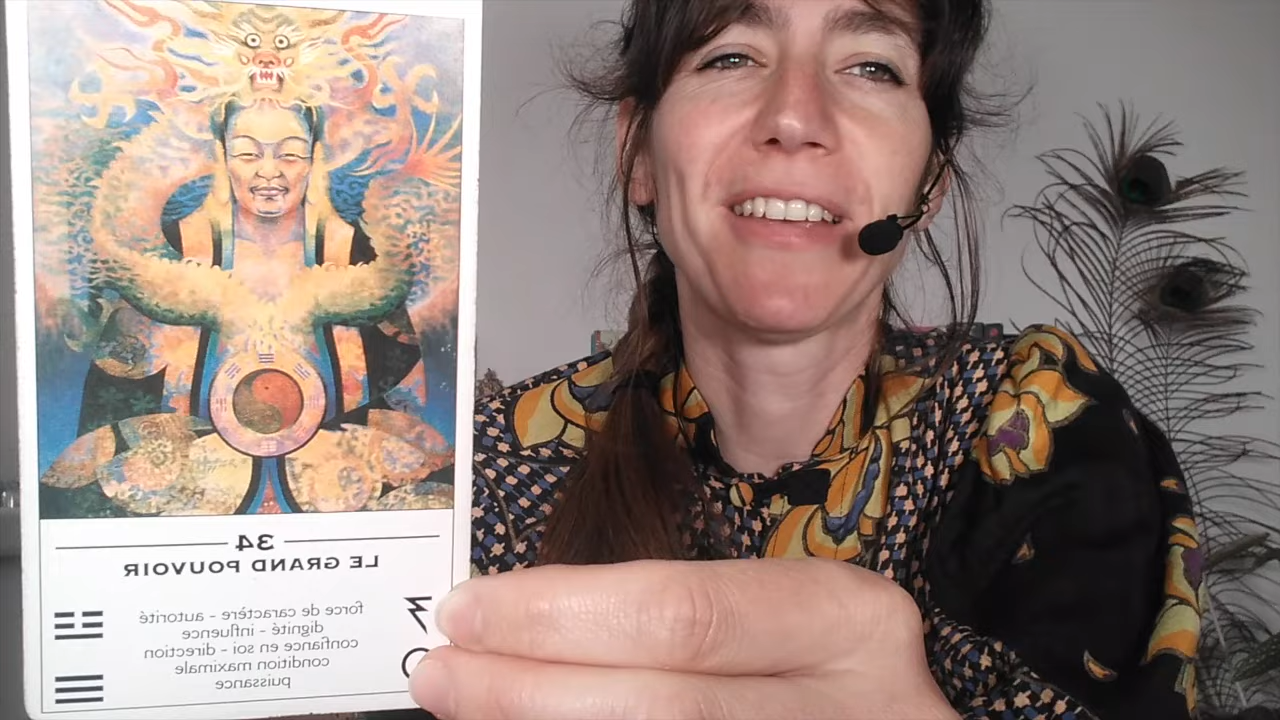 34
LE GRAND POUVOIR
force de caractère - autorité
dignité - influence
confiance en soi - direction
condition maximale
puissance